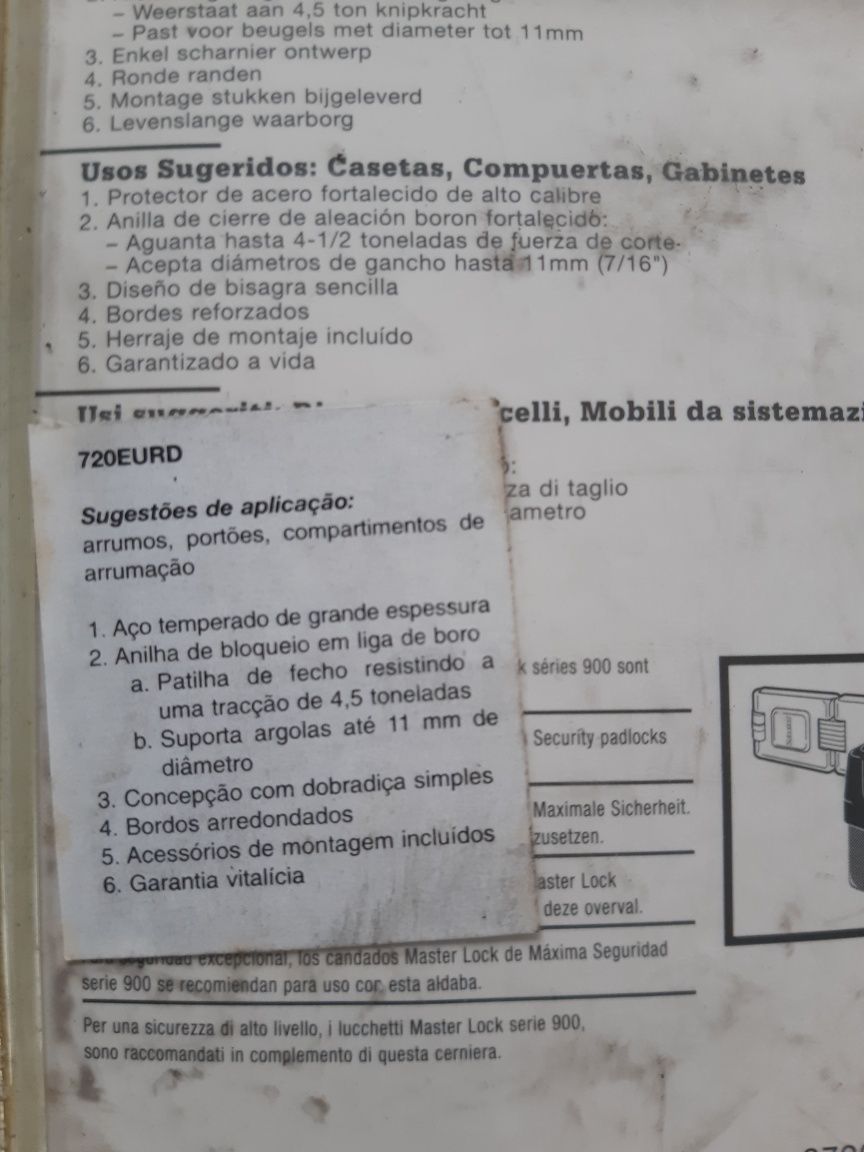 – Weerstaat aan 4,5 ton knipkracht
– Past voor beugels met diameter tot 11mm
3. Enkel scharnier ontwerp
4. Ronde randen
5. Montage stukken bijgeleverd
6. Levenslange waarborg
Usos Sugeridos: Casetas, Compuertas, Gabinetes
1. Protector de acero fortalecido de alto calibre
2. Anilla de cierre de aleación boron fortalecido:
– Aguanta hasta 4-1/2 toneladas de fuerza de corte
– Acepta diámetros de gancho hasta 11mm (7/16")
3. Diseño de bisagra sencilla
4. Bordes reforzados
5. Herraje de montaje incluído
6. Garantizado a vida
celli, Mobili da sistemazi
za di taglio
ametro
720EURD
Sugestões de aplicação:
arrumos, portões, compartimentos de
arrumação
1. Aço temperado de grande espessura
2. Anilha de bloqueio em liga de boro
a. Patilha de fecho resistindo a
uma tracção de 4,5 toneladas
b. Suporta argolas até 11 mm de
diâmetro
3. Concepção com dobradiça simples
4. Bordos arredondados
5. Acessórios de montagem incluídos
6. Garantia vitalícia
k séries 900 sont
Security padlocks
Maximale Sicherheit.
zusetzen.
aster Lock
deze overval.
seguridad excepcional, los candados Master Lock de Máxima Seguridad
serie 900 se recomiendan para uso con esta aldaba.
Per una sicurezza di alto livello, i lucchetti Master Lock serie 900,
sono raccomandati in complemento di questa cerniera.